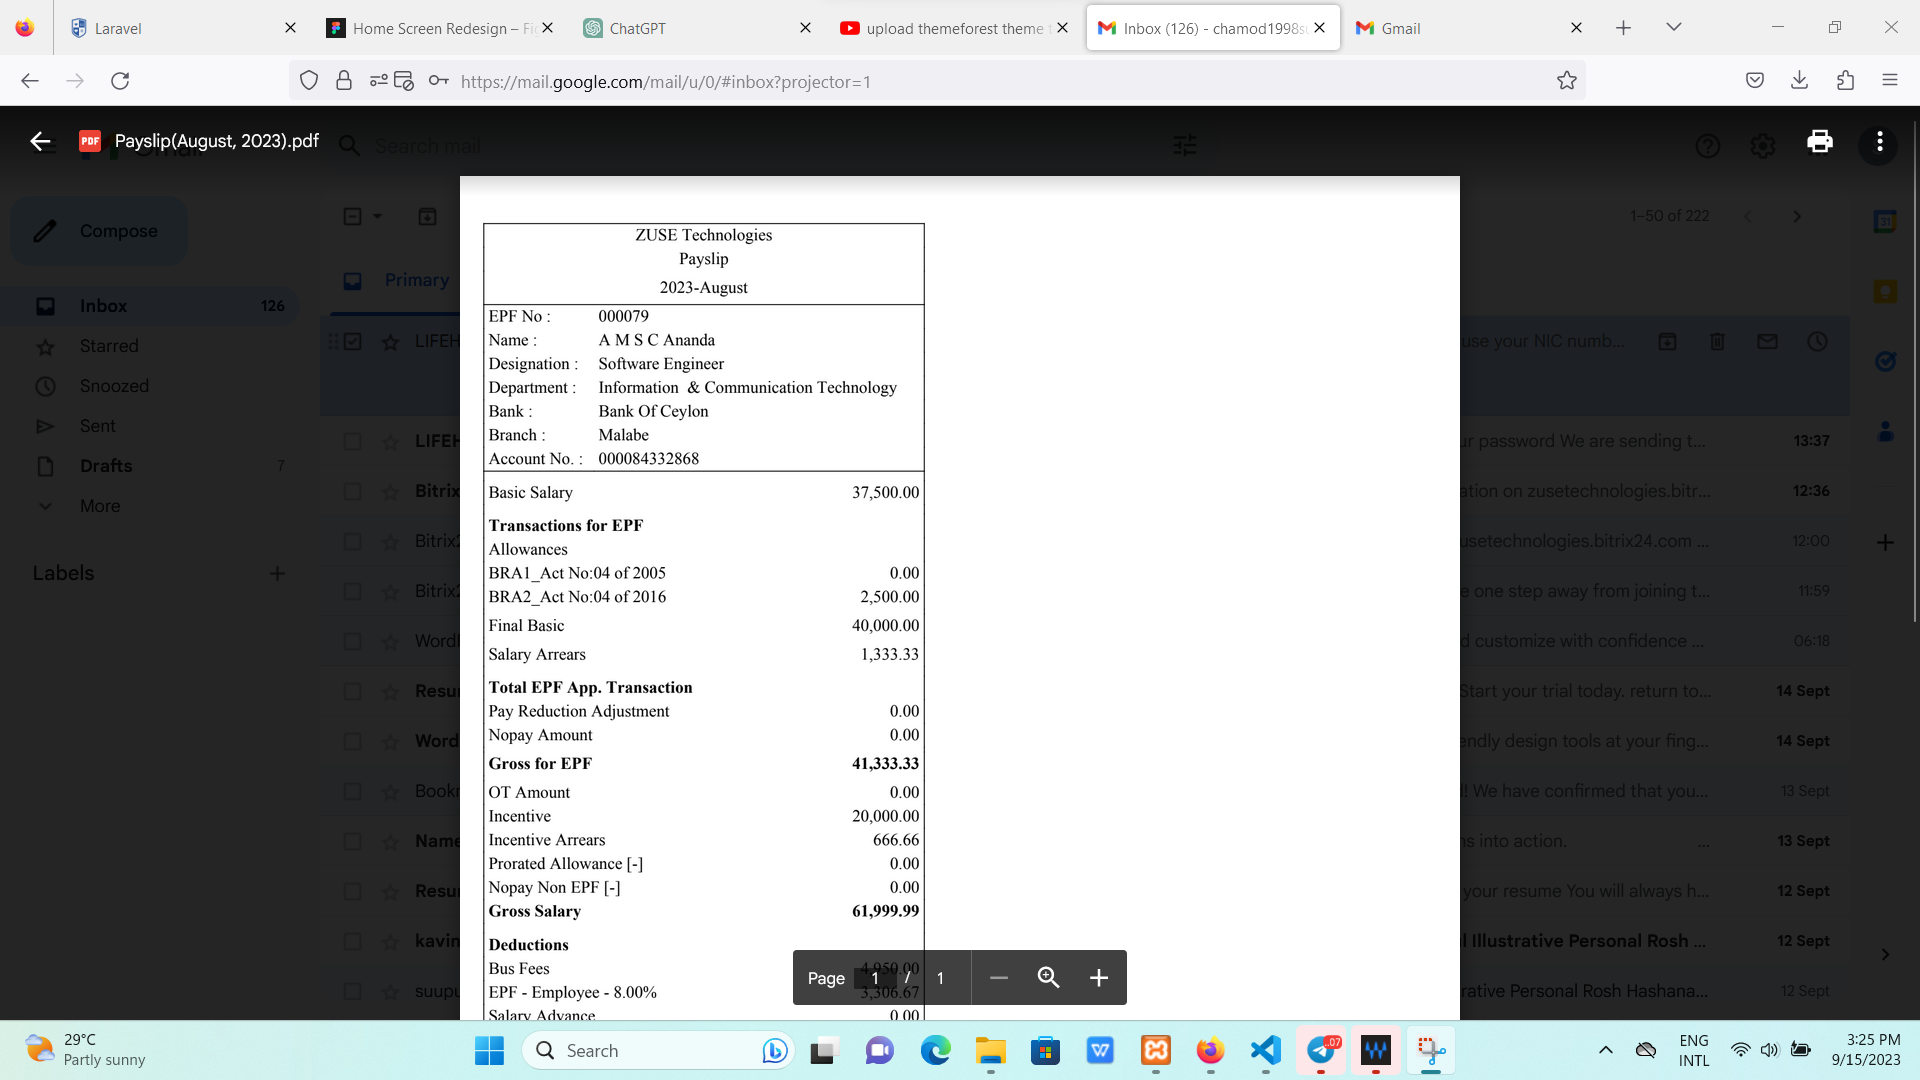 Laravel
Home Screen Redesign – Fi
ChatGPT
upload themeforest theme
Inbox (126) - chamod1998s
Gmail
https://mail.google.com/mail/u/0/#inbox?projector=1
PDF Payslip(August, 2023).pdf
Search mail
Compose
1–50 of 222
Primary
Inbox 126
Starred
Snoozed
Sent
Drafts 7
More
Labels
ZUSE Technologies
Payslip
2023-August
EPF No : 000079
Name : A M S C Ananda
Designation : Software Engineer
Department : Information & Communication Technology
Bank : Bank Of Ceylon
Branch : Malabe
Account No. : 000084332868
Basic Salary 37,500.00
Transactions for EPF
Allowances
BRA1_Act No:04 of 2005 0.00
BRA2_Act No:04 of 2016 2,500.00
Final Basic 40,000.00
Salary Arrears 1,333.33
Total EPF App. Transaction
Pay Reduction Adjustment 0.00
Nopay Amount 0.00
Gross for EPF 41,333.33
OT Amount 0.00
Incentive 20,000.00
Incentive Arrears 666.66
Prorated Allowance [-] 0.00
Nopay Non EPF [-] 0.00
Gross Salary 61,999.99
Deductions
Bus Fees 4,950.00
EPF - Employee - 8.00% 3,306.67
Salary Advance 0.00
Page 1 / 1
LIFEH
use your NIC numb...
LIFEH
ur password We are sending t... 13:37
Bitrix
ation on zusetechnologies.bitr... 12:36
Bitrix2
usetechnologies.bitrix24.com ... 12:00
Bitrix2
e one step away from joining t... 11:59
Word
d customize with confidence ... 06:18
Resu
Start your trial today. return to... 14 Sept
Word
endly design tools at your fing... 14 Sept
Book
! We have confirmed that you... 13 Sept
Name
ns into action. ... 13 Sept
Resu
your resume You will always h... 12 Sept
kavin
l Illustrative Personal Rosh ... 12 Sept
suupu
rative Personal Rosh Hashana... 12 Sept
29°C
Partly sunny
Search
.07
ENG
INTL
3:25 PM
9/15/2023